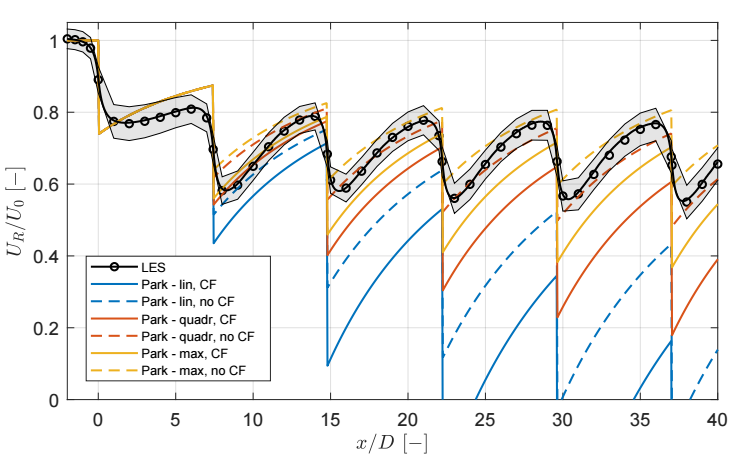 1
0.8
0.6
0.4
0.2
0
U_R/U_0 [−]
LES
Park - lin, CF
Park - lin, no CF
Park - quadr, CF
Park - quadr, no CF
Park - max, CF
Park - max, no CF
0 5 10 15 20 25 30 35 40
x/D [−]